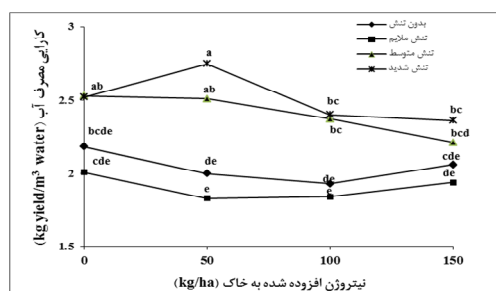 کارایی مصرف آب
(kg yield/m³ water)
3
2.5
2
1.5
بدون تنش
تنش ملایم
تنش متوسط
تنش شدید
ab
a
ab
bc
bc
bc
bcd
bcde
de
de
cde
cde
e
e
de
0
50
100
150
نیتروژن افزوده شده به خاک (kg/ha)